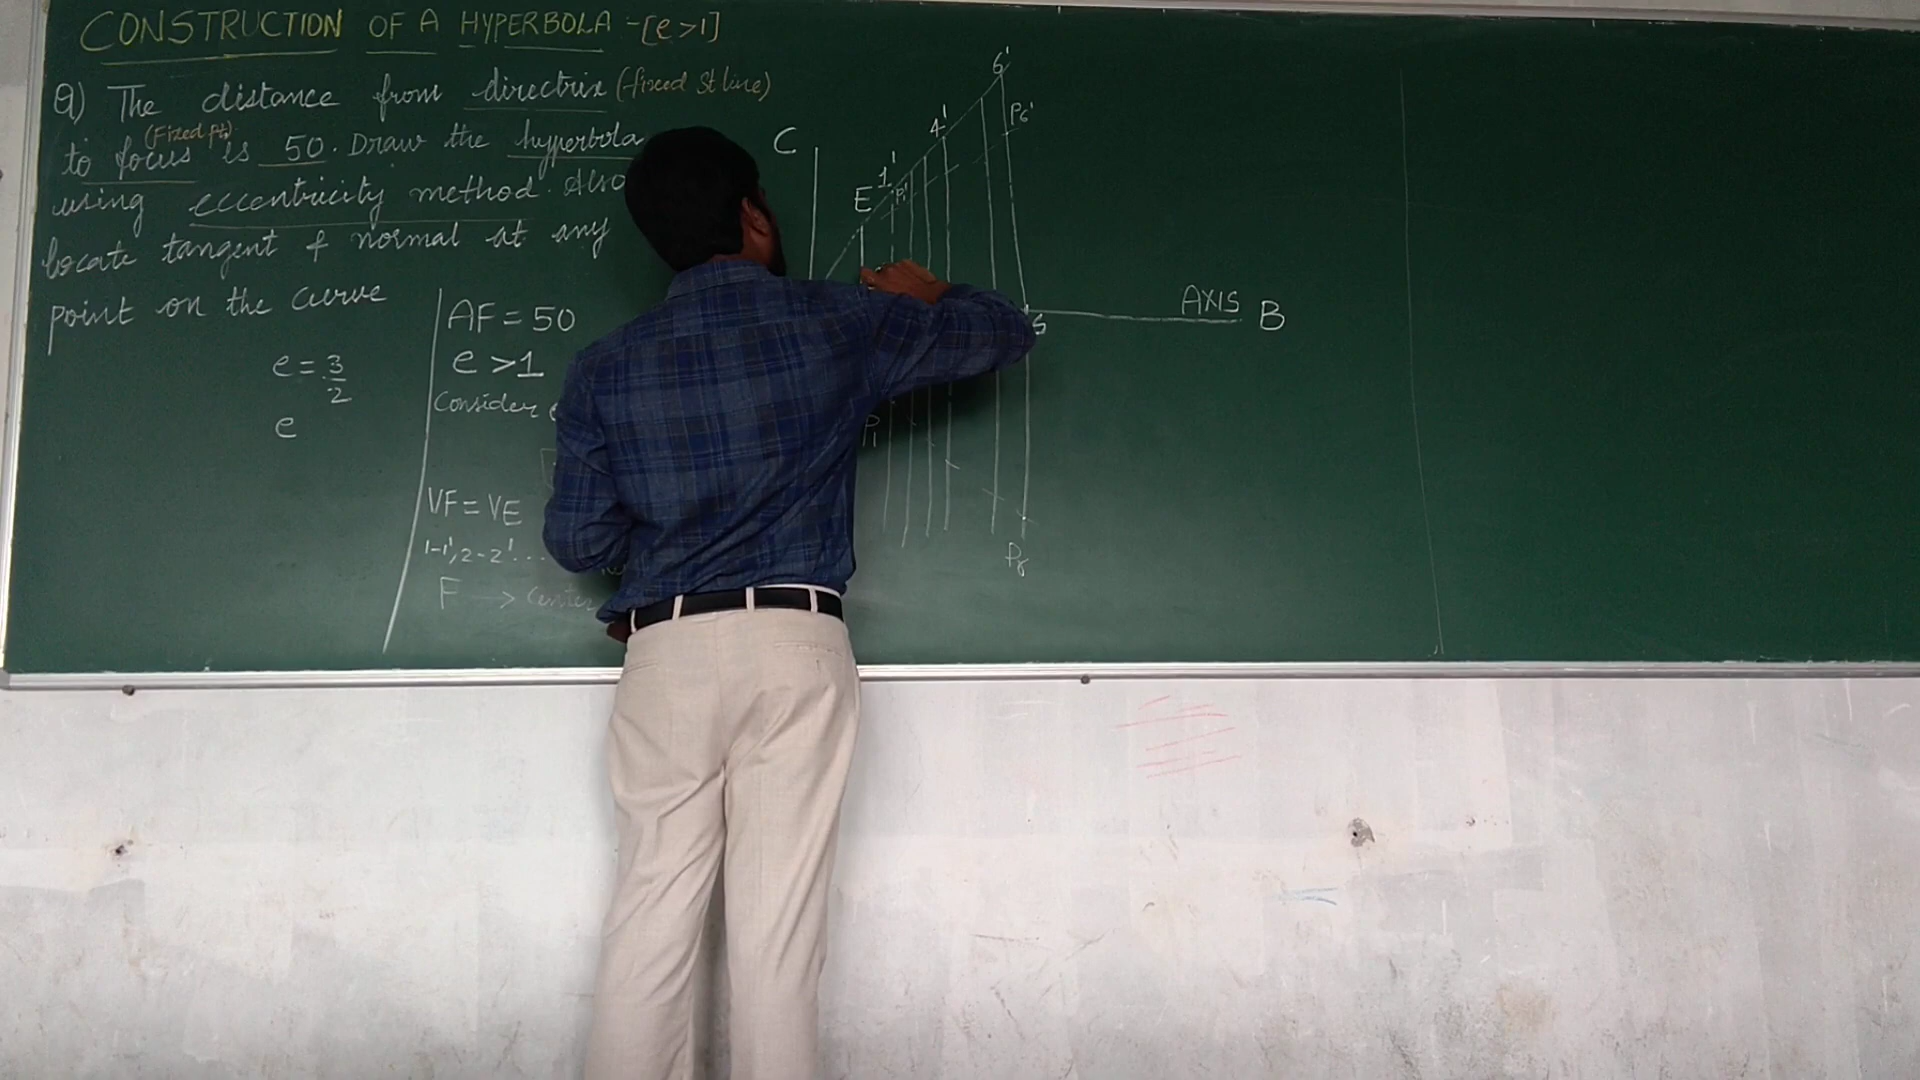 CONSTRUCTION OF A HYPERBOLA -[e>1]
Q) The distance from directrix (fixed St line)
(Fixed pt)
to focus is 50. Draw the hyperbola
using eccentricity method. Also
locate tangent & normal at any
point on the curve
e = 3/2
e
AF = 50
e > 1
Consider e
VF = VE
1-1', 2-2' ...
F → Center
C
E
1'
P1'
4'
6'
P6'
AXIS B
P1